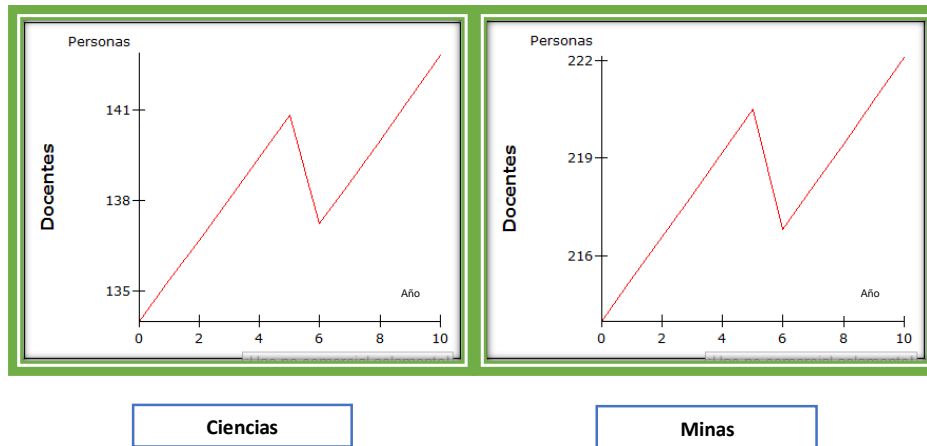 Personas
141
138
135
Docentes
Año
0 2 4 6 8 10
Personas
222
219
216
Docentes
Año
0 2 4 6 8 10
Ciencias
Minas